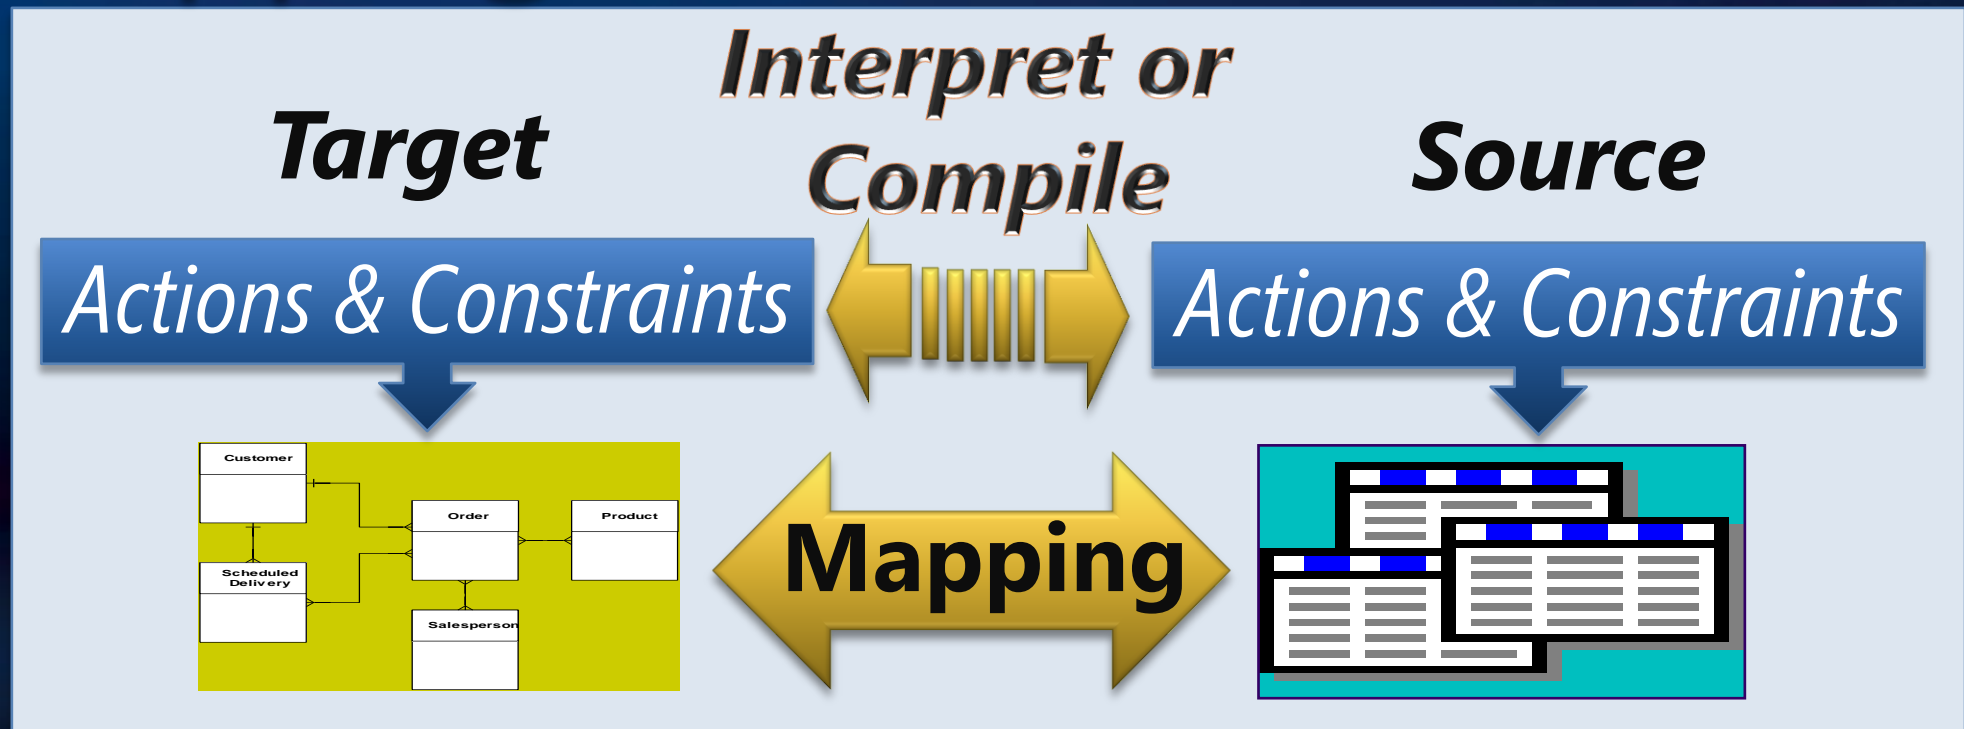 Interpret or
Compile
Target
Source
Actions & Constraints
Actions & Constraints
Customer
Order
Product
Scheduled
Delivery
Salesperson
Mapping